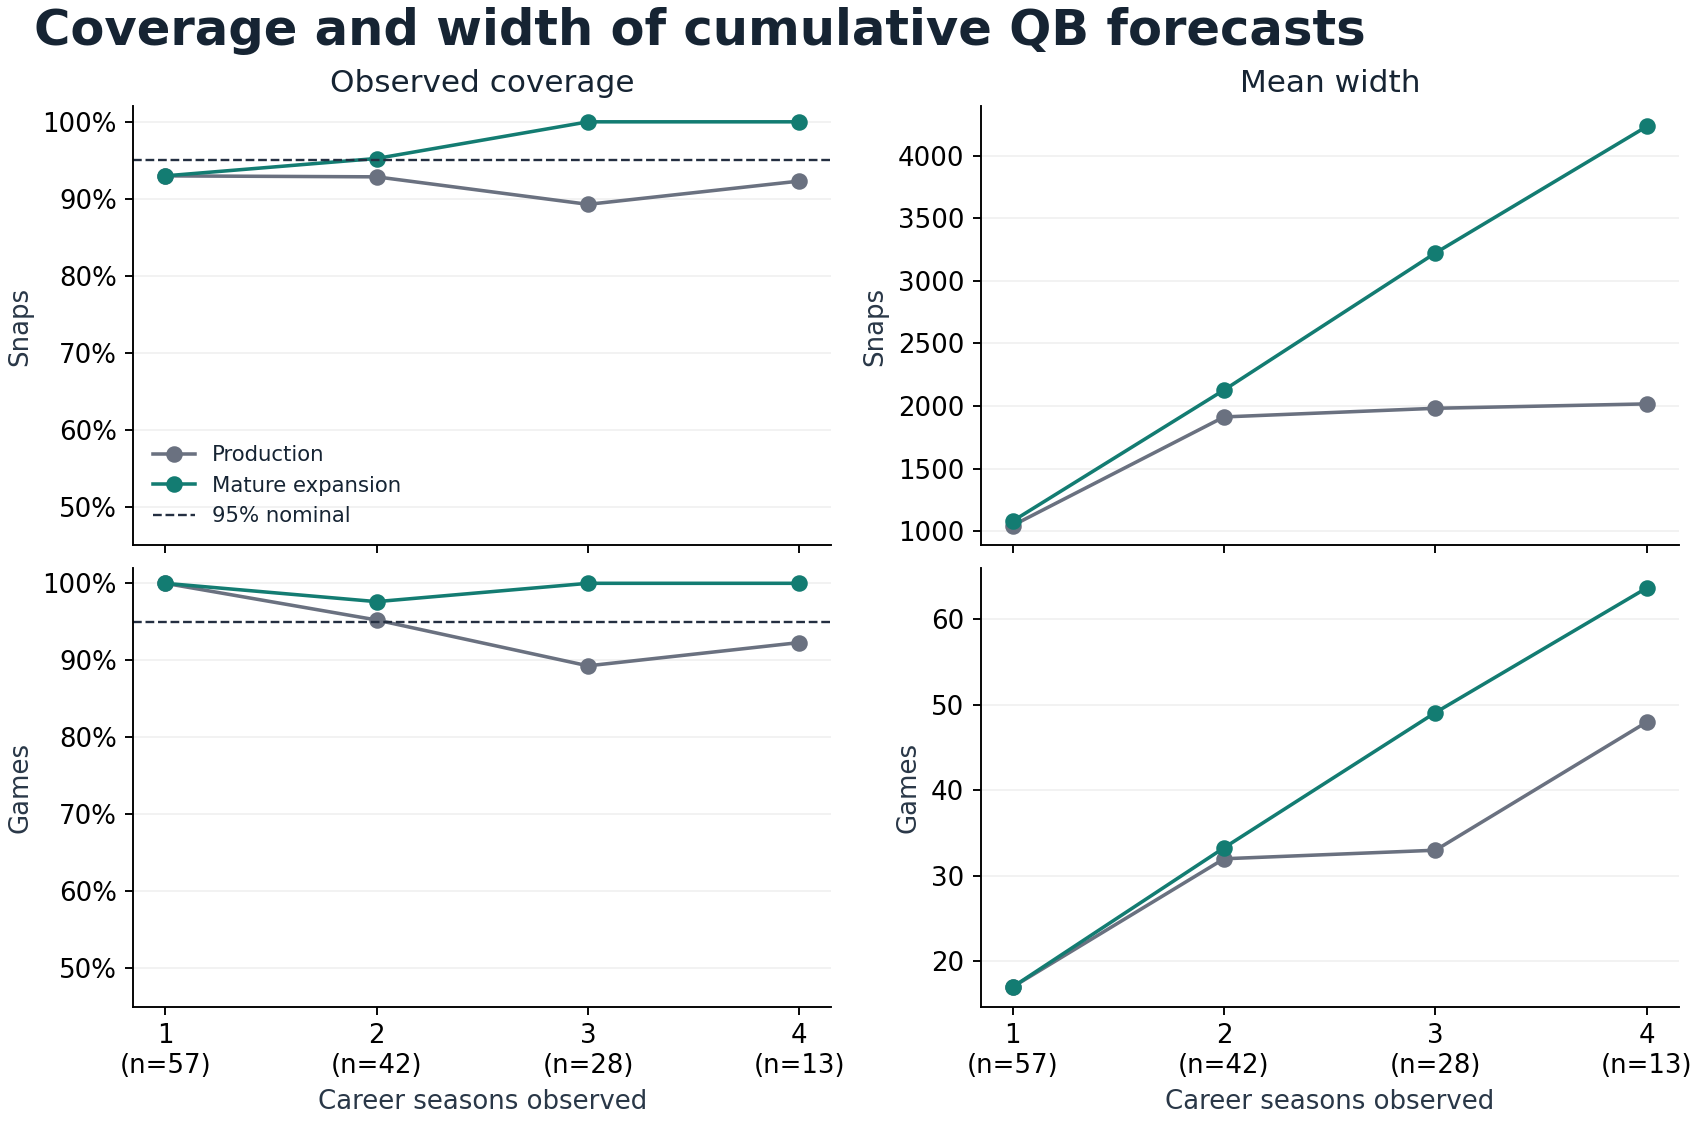 Coverage and width of cumulative QB forecasts
Observed coverage
100%
90%
80%
70%
60%
50%
Snaps
Production
Mature expansion
95% nominal
Mean width
4000
3500
3000
2500
2000
1500
1000
Snaps
100%
90%
80%
70%
60%
50%
Games
1 2 3 4
(n=57) (n=42) (n=28) (n=13)
Career seasons observed
60
50
40
30
20
Games
1 2 3 4
(n=57) (n=42) (n=28) (n=13)
Career seasons observed